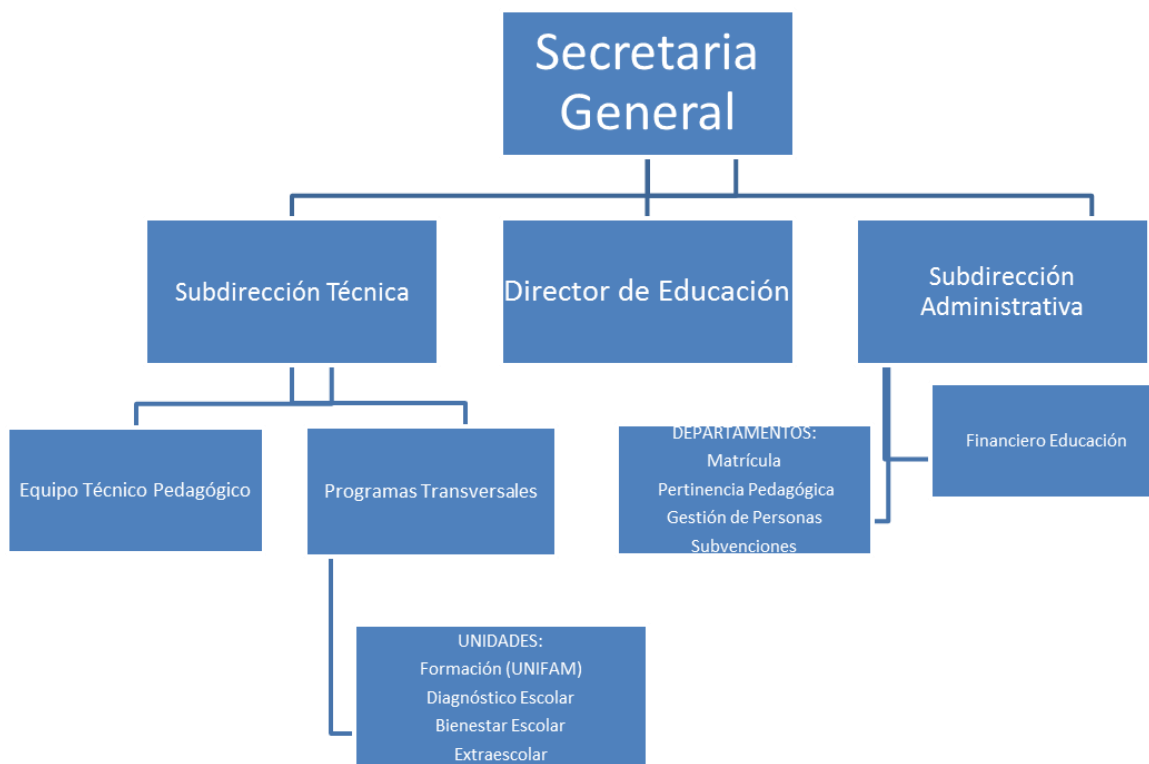 Secretaria
General
Subdirección Técnica
Director de Educación
Subdirección
Administrativa
Equipo Técnico Pedagógico
Programas Transversales
DEPARTAMENTOS:
Matrícula
Pertinencia Pedagógica
Gestión de Personas
Subvenciones
Financiero Educación
UNIDADES:
Formación (UNIFAM)
Diagnóstico Escolar
Bienestar Escolar
Extraescolar